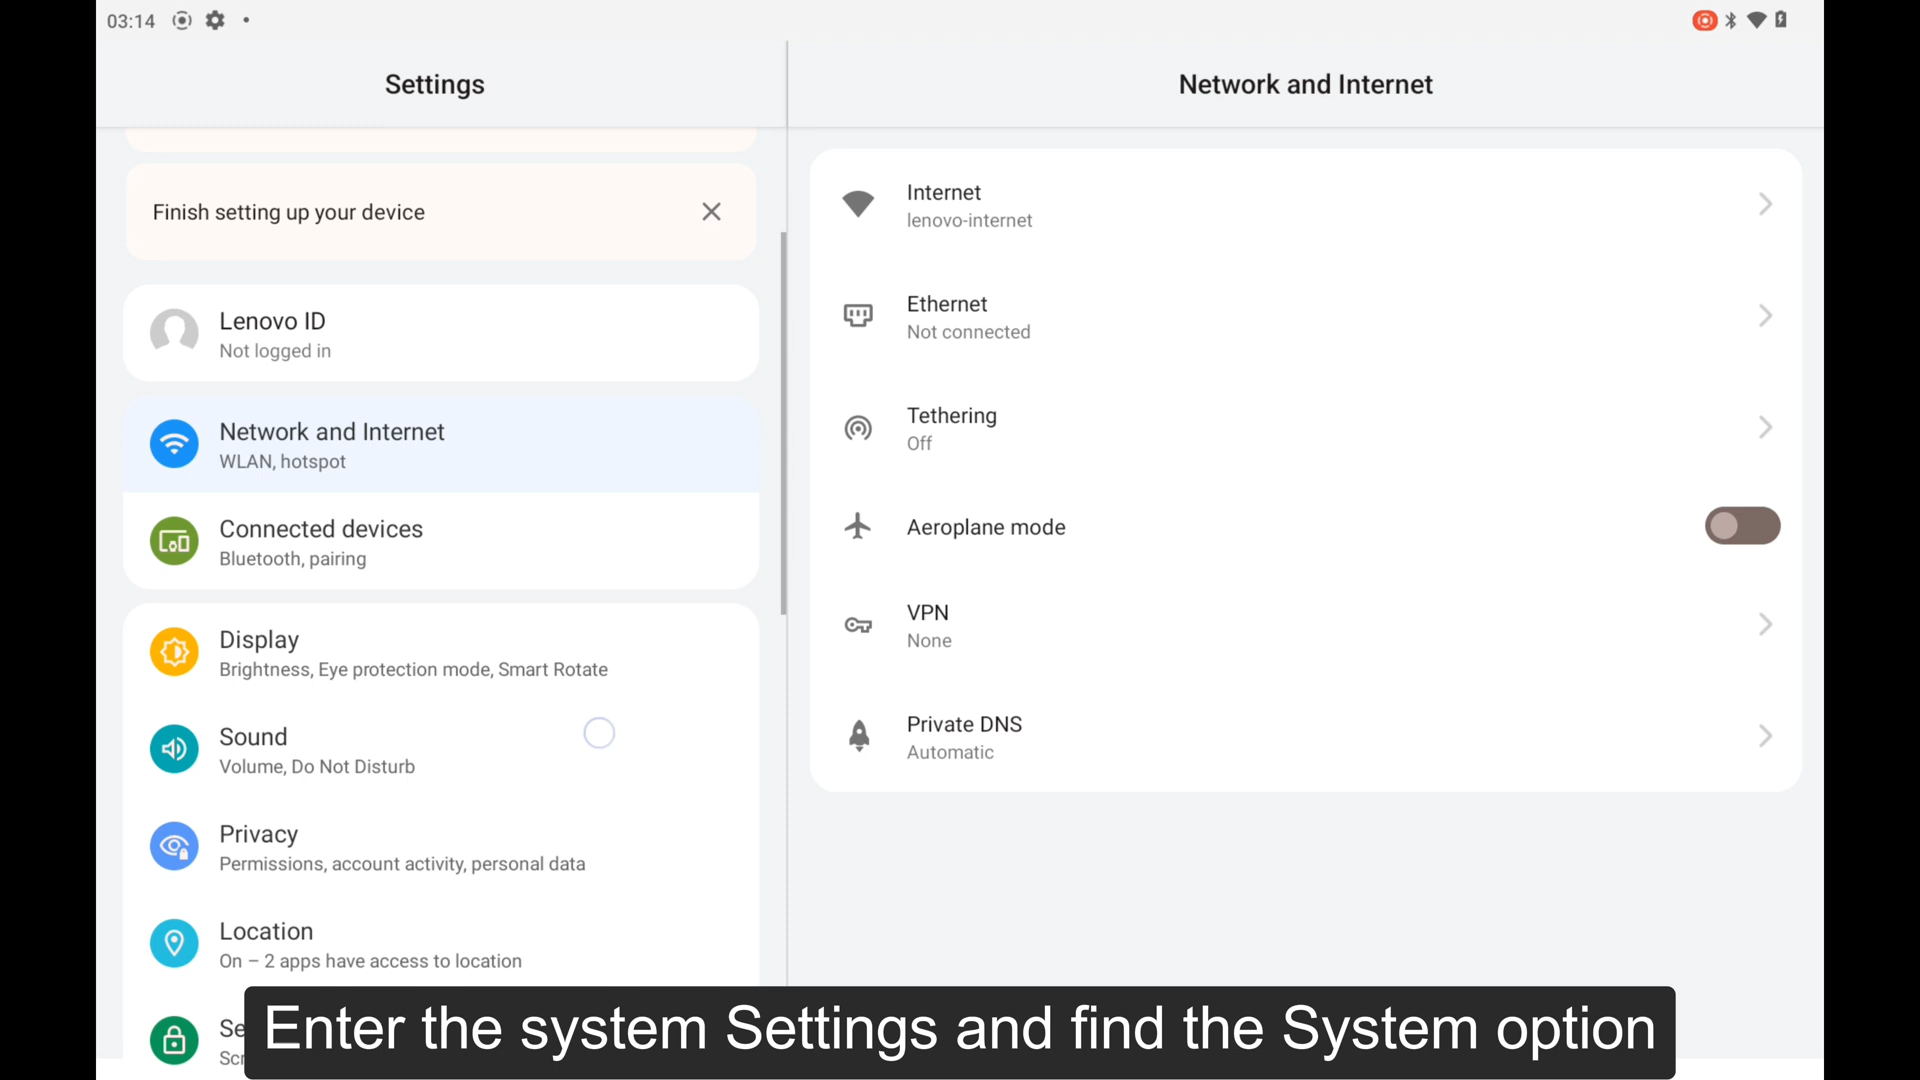 03:14
Settings
Network and Internet
Finish setting up your device
Lenovo ID
Not logged in
Network and Internet
WLAN, hotspot
Connected devices
Bluetooth, pairing
Display
Brightness, Eye protection mode, Smart Rotate
Sound
Volume, Do Not Disturb
Privacy
Permissions, account activity, personal data
Location
On – 2 apps have access to location
Internet
lenovo-internet
Ethernet
Not connected
Tethering
Off
Aeroplane mode
VPN
None
Private DNS
Automatic
Enter the system Settings and find the System option